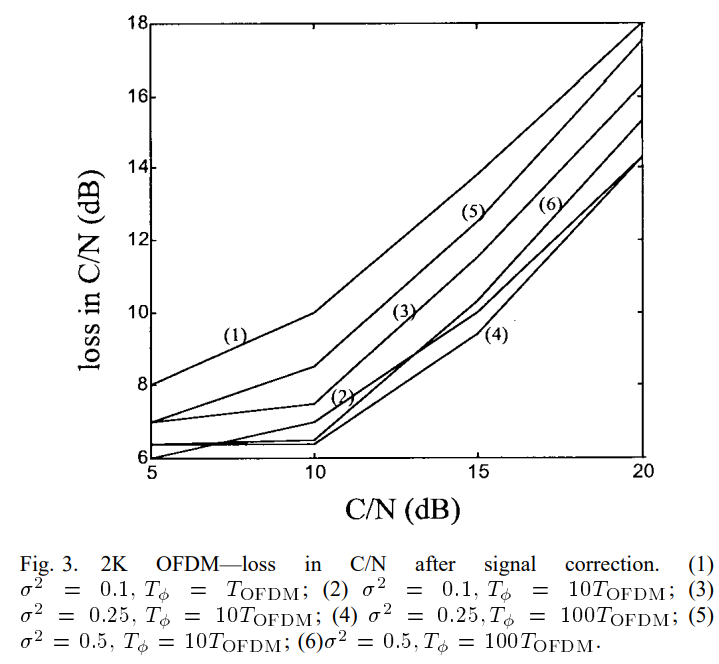 18
16
14
12
10
8
6
loss in C/N (dB)
(1)
(5)
(3)
(2)
(6)
(4)
5
10
15
20
C/N (dB)
Fig. 3. 2K OFDM—loss in C/N after signal correction. (1)
σ² = 0.1, T_ϕ = T_OFDM; (2) σ² = 0.1, T_ϕ = 10T_OFDM; (3)
σ² = 0.25, T_ϕ = 10T_OFDM; (4) σ² = 0.25, T_ϕ = 100T_OFDM; (5)
σ² = 0.5, T_ϕ = 10T_OFDM; (6)σ² = 0.5, T_ϕ = 100T_OFDM.